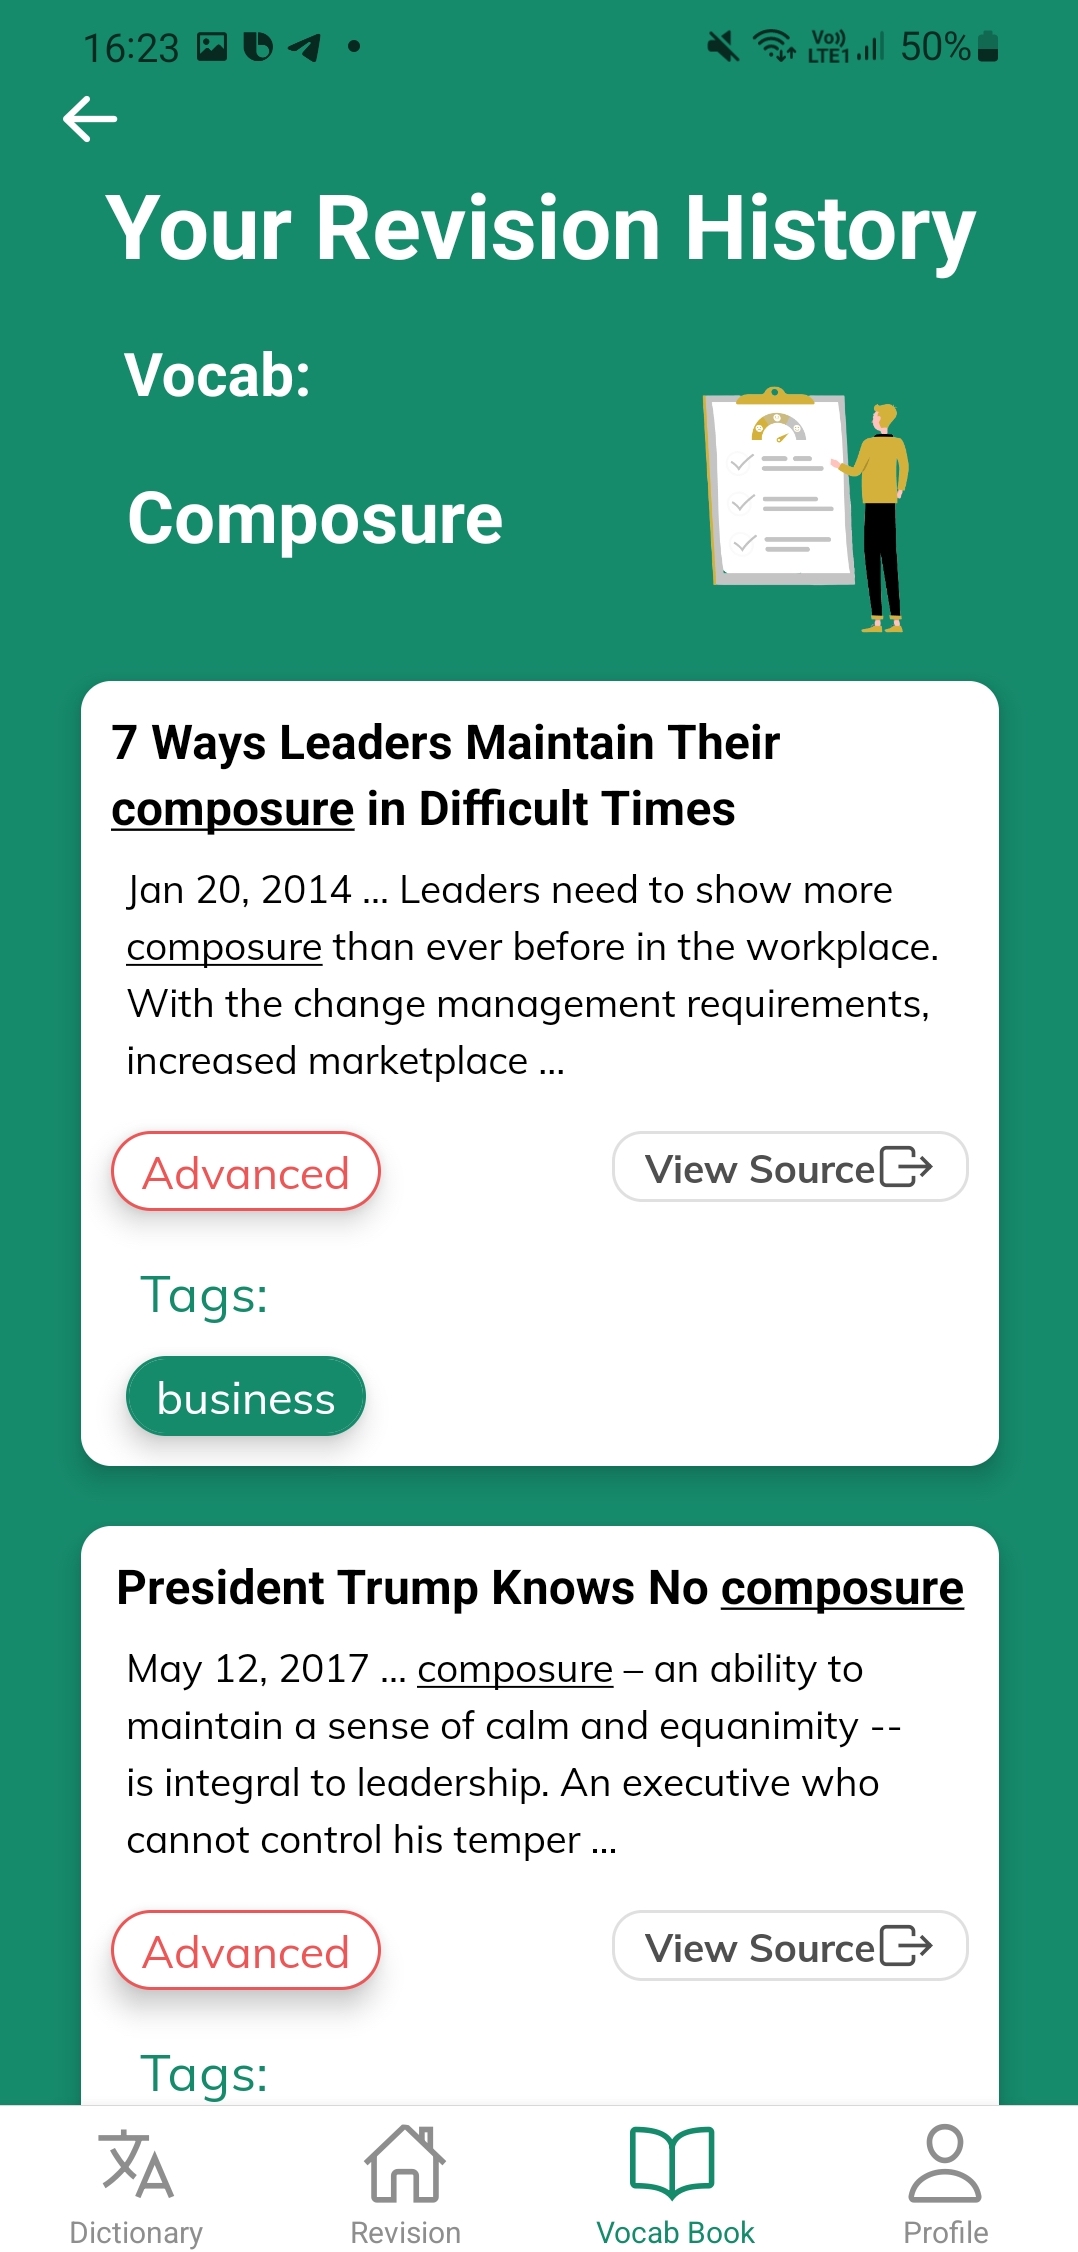 16:23
Vo)) LTE1 50%
Your Revision History
Vocab:
Composure
7 Ways Leaders Maintain Their
composure in Difficult Times
Jan 20, 2014 ... Leaders need to show more
composure than ever before in the workplace.
With the change management requirements,
increased marketplace ...
Advanced
View Source
Tags:
business
President Trump Knows No composure
May 12, 2017 ... composure – an ability to
maintain a sense of calm and equanimity --
is integral to leadership. An executive who
cannot control his temper ...
Advanced
View Source
Tags:
Dictionary
Revision
Vocab Book
Profile